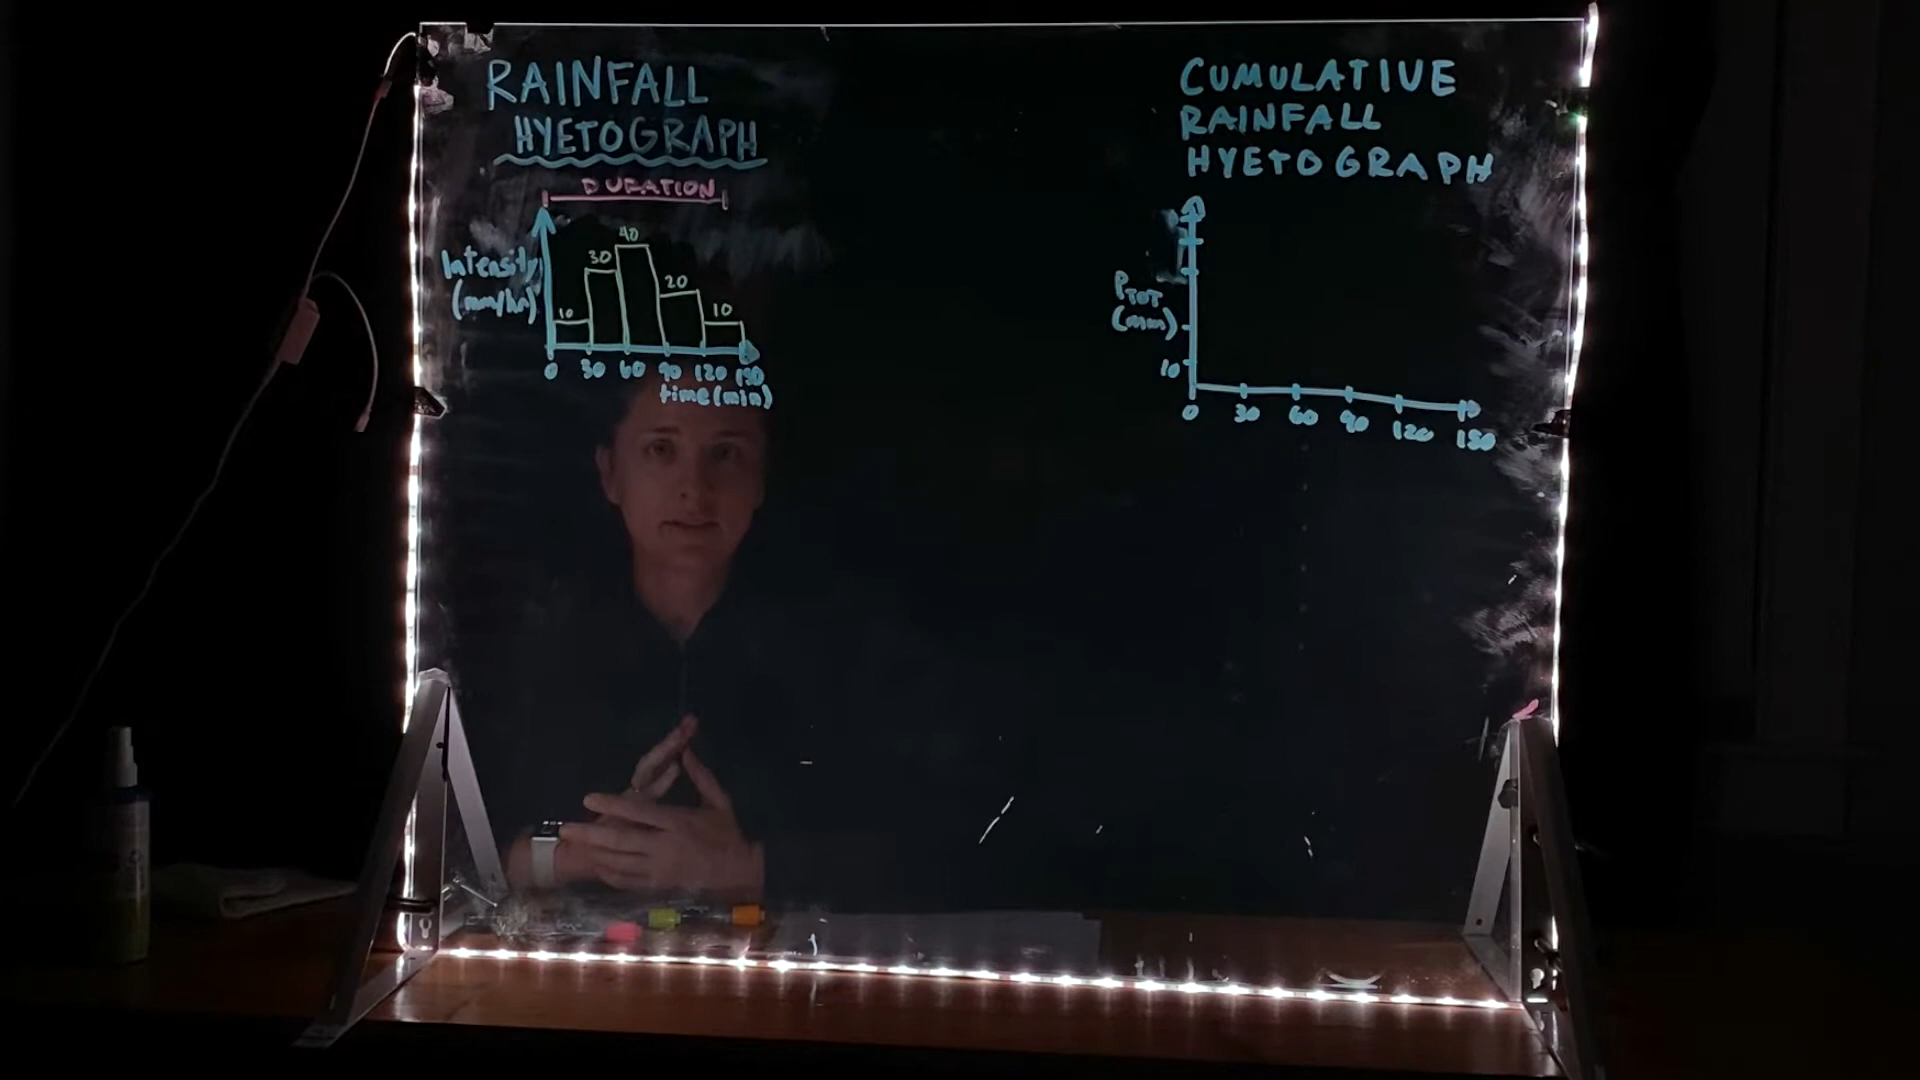 RAINFALL
HYETOGRAPH
DURATION
Intensity
(mm/hr)
10
30
40
20
10
0 30 60 90 120 150
time (min)
CUMULATIVE
RAINFALL
HYETOGRAPH
PTOT
(mm)
10
0 30 60 90 120 150